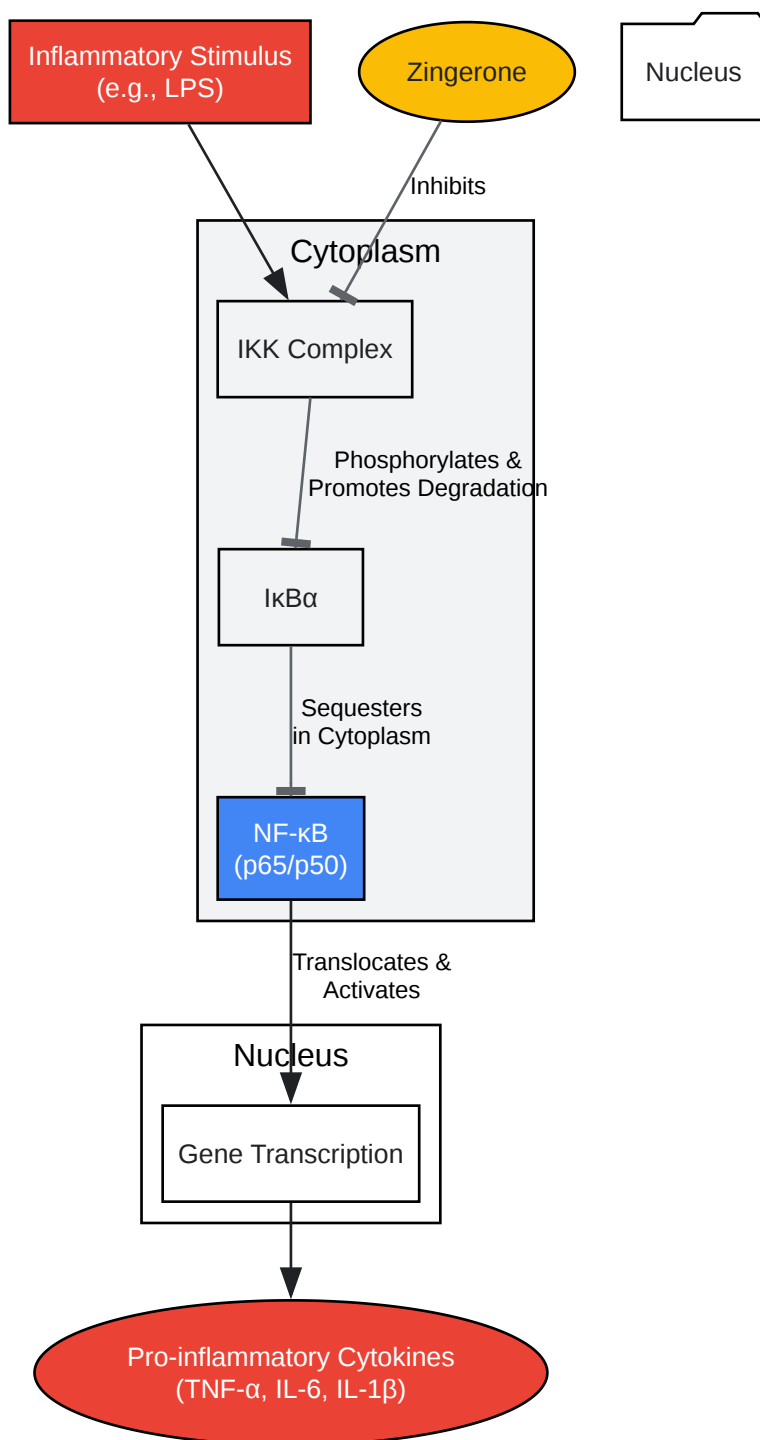 Inflammatory Stimulus
(e.g., LPS)
Zingerone
Nucleus
Inhibits
Cytoplasm
IKK Complex
Phosphorylates &
Promotes Degradation
IκBα
Sequesters
in Cytoplasm
NF-κB
(p65/p50)
Translocates &
Activates
Nucleus
Gene Transcription
Pro-inflammatory Cytokines
(TNF-α, IL-6, IL-1β)